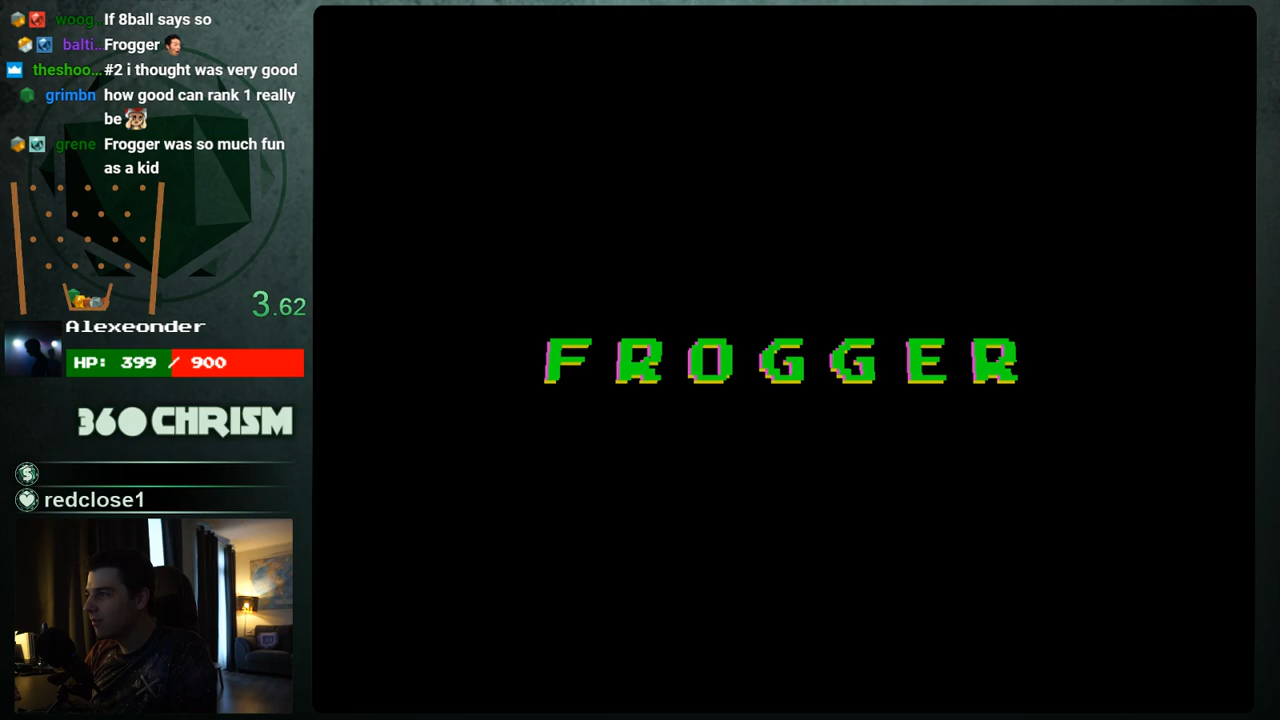 woog.. If 8ball says so
balti... Frogger
theshoo... #2 i thought was very good
grimbn how good can rank 1 really
be
grene Frogger was so much fun
as a kid
3.62
Alexeonder
HP: 399 / 900
360 CHRISM
redclose1
FROGGER